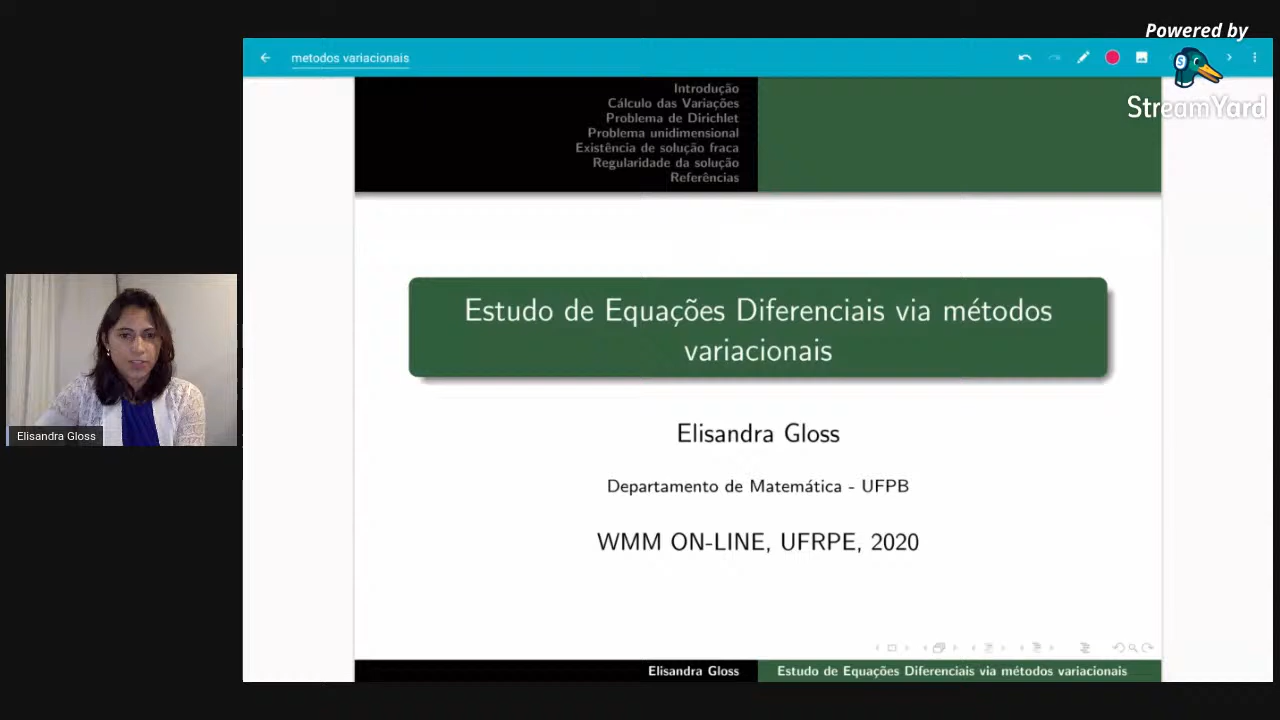 Powered by
StreamYard
metodos variacionais
Introdução
Cálculo das Variações
Problema de Dirichlet
Problema unidimensional
Existência de solução fraca
Regularidade da solução
Referências
Estudo de Equações Diferenciais via métodos
variacionais
Elisandra Gloss
Departamento de Matemática - UFPB
WMM ON-LINE, UFRPE, 2020
Elisandra Gloss
Elisandra Gloss
Estudo de Equações Diferenciais via métodos variacionais